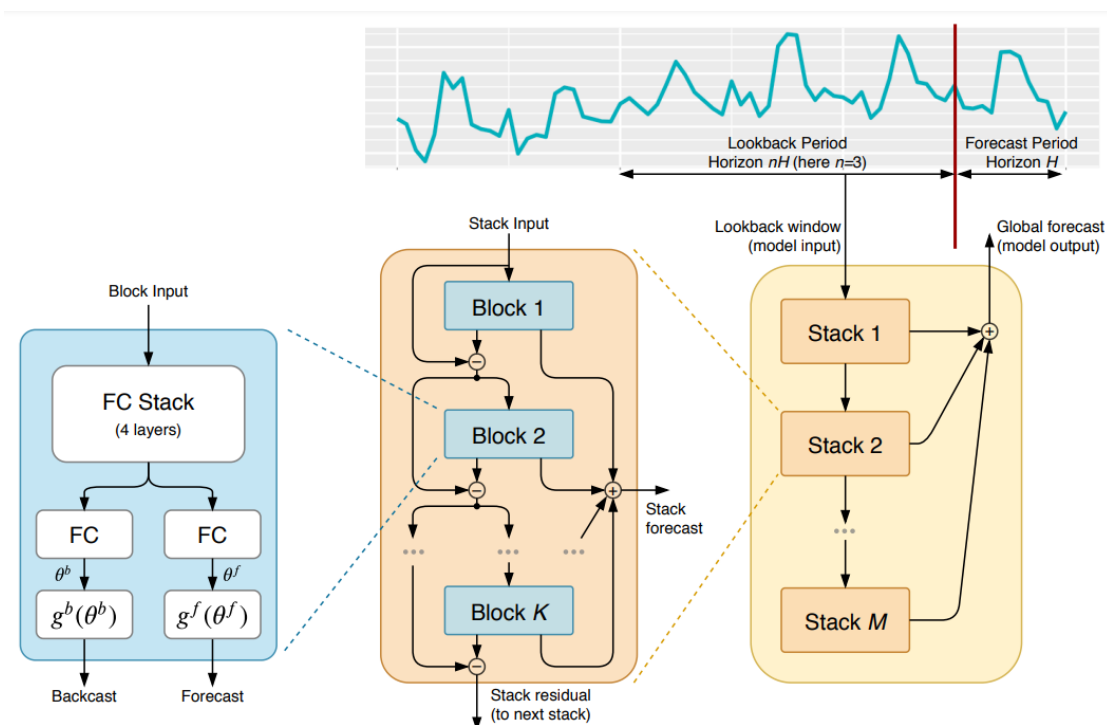 Lookback Period
Horizon nH (here n=3)
Forecast Period
Horizon H
Stack Input
Lookback window
(model input)
Global forecast
(model output)
Block Input
FC Stack
(4 layers)
FC
FC
θᵇ
θᶠ
gᵇ(θᵇ)
gᶠ(θᶠ)
Backcast
Forecast
Block 1
−
Block 2
−
+
Stack
forecast
...
...
...
Block K
−
Stack residual
(to next stack)
Stack 1
+
Stack 2
...
Stack M